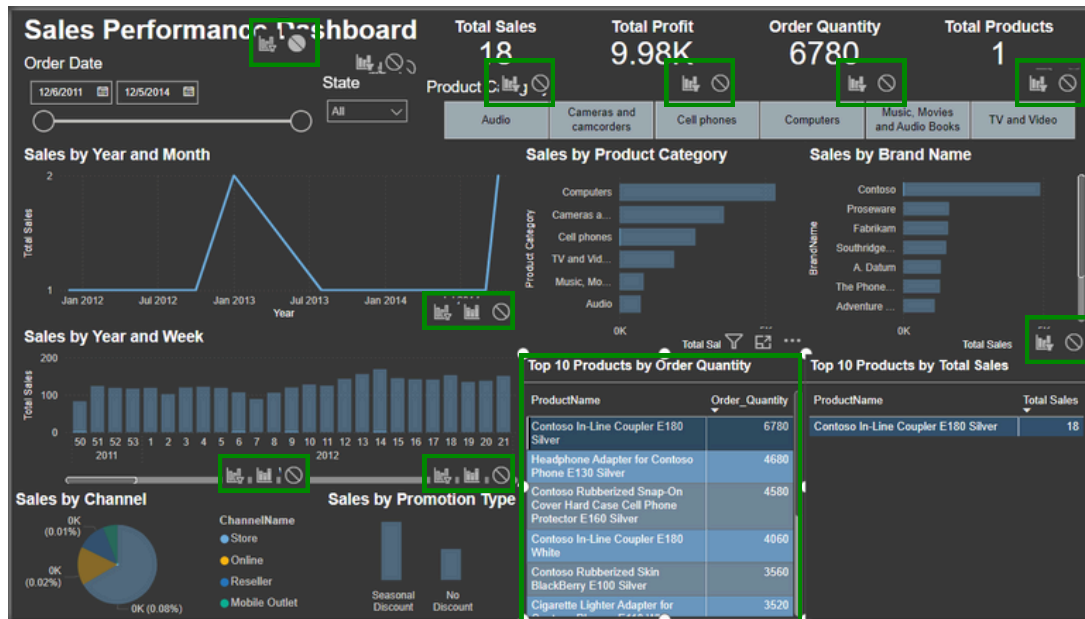 Sales Performance Dashboard
Total Sales
18
Total Profit
9.98K
Order Quantity
6780
Total Products
1
Order Date
12/6/2011
12/5/2014
State
All
Audio
Cameras and
camcorders
Cell phones
Computers
Music, Movies
and Audio Books
TV and Video
Sales by Year and Month
Total Sales
2
1
Jan 2012
Jul 2012
Jan 2013
Jul 2013
Jan 2014
Year
Sales by Product Category
Product Category
Computers
Cameras a...
Cell phones
TV and Vid...
Music, Mo...
Audio
0K
Total Sal
Sales by Brand Name
BrandName
Contoso
Proseware
Fabrikam
Southridge...
A. Datum
The Phone...
Adventure ...
0K
Total Sales
Sales by Year and Week
Total Sales
200
100
0
50 51 52 53 1 2 3 4 5 6 7 8 9 10 11 12 13 14 15 16 17 18 19 20 21
2011
2012
Top 10 Products by Order Quantity
ProductName Order_Quantity
Contoso In-Line Coupler E180 6780
Silver
Headphone Adapter for Contoso 4680
Phone E130 Silver
Contoso Rubberized Snap-On 4580
Cover Hard Case Cell Phone
Protector E160 Silver
Contoso In-Line Coupler E180 4060
White
Contoso Rubberized Skin 3560
BlackBerry E100 Silver
Cigarette Lighter Adapter for 3520
Top 10 Products by Total Sales
ProductName Total Sales
Contoso In-Line Coupler E180 Silver 18
Sales by Channel
0K
(0.01%)
0K
(0.02%)
0K (0.08%)
ChannelName
Store
Online
Reseller
Mobile Outlet
Sales by Promotion Type
Seasonal
Discount
No
Discount